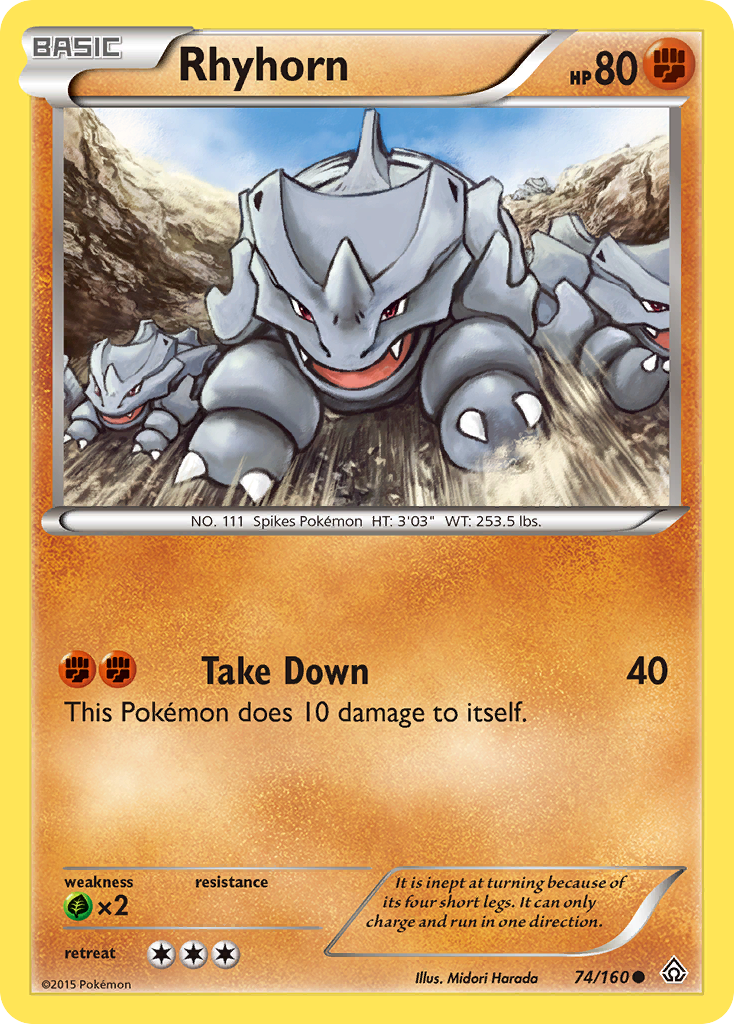 BASIC
Rhyhorn
HP 80
NO. 111 Spikes Pokémon HT: 3'03" WT: 253.5 lbs.
Take Down 40
This Pokémon does 10 damage to itself.
weakness resistance
×2
It is inept at turning because of
its four short legs. It can only
charge and run in one direction.
retreat
©2015 Pokémon
Illus. Midori Harada 74/160